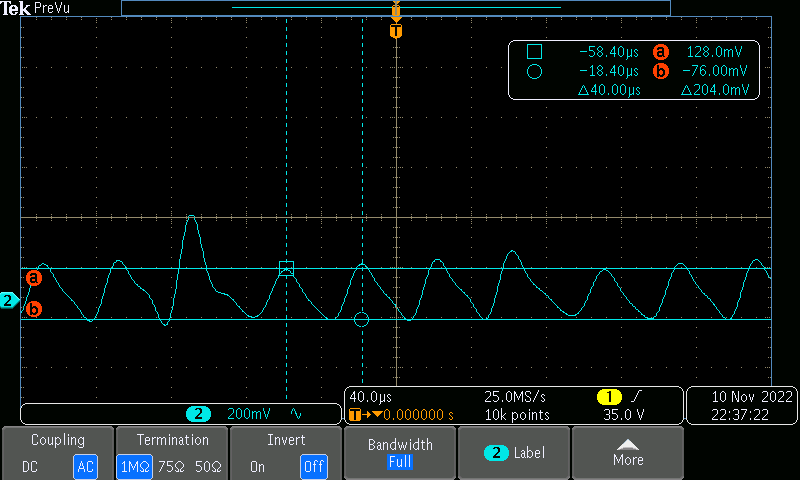 Tek PreVu
T
T
−58.40µs a 128.0mV
−18.40µs b −76.00mV
△40.00µs △204.0mV
a
2
b
2 200mV ∿
40.0µs 25.0MS/s 1
T→▼0.000000 s 10k points 35.0 V
10 Nov 2022
22:37:22
Coupling
DC AC
Termination
1MΩ 75Ω 50Ω
Invert
On Off
Bandwidth
Full
2 Label
More